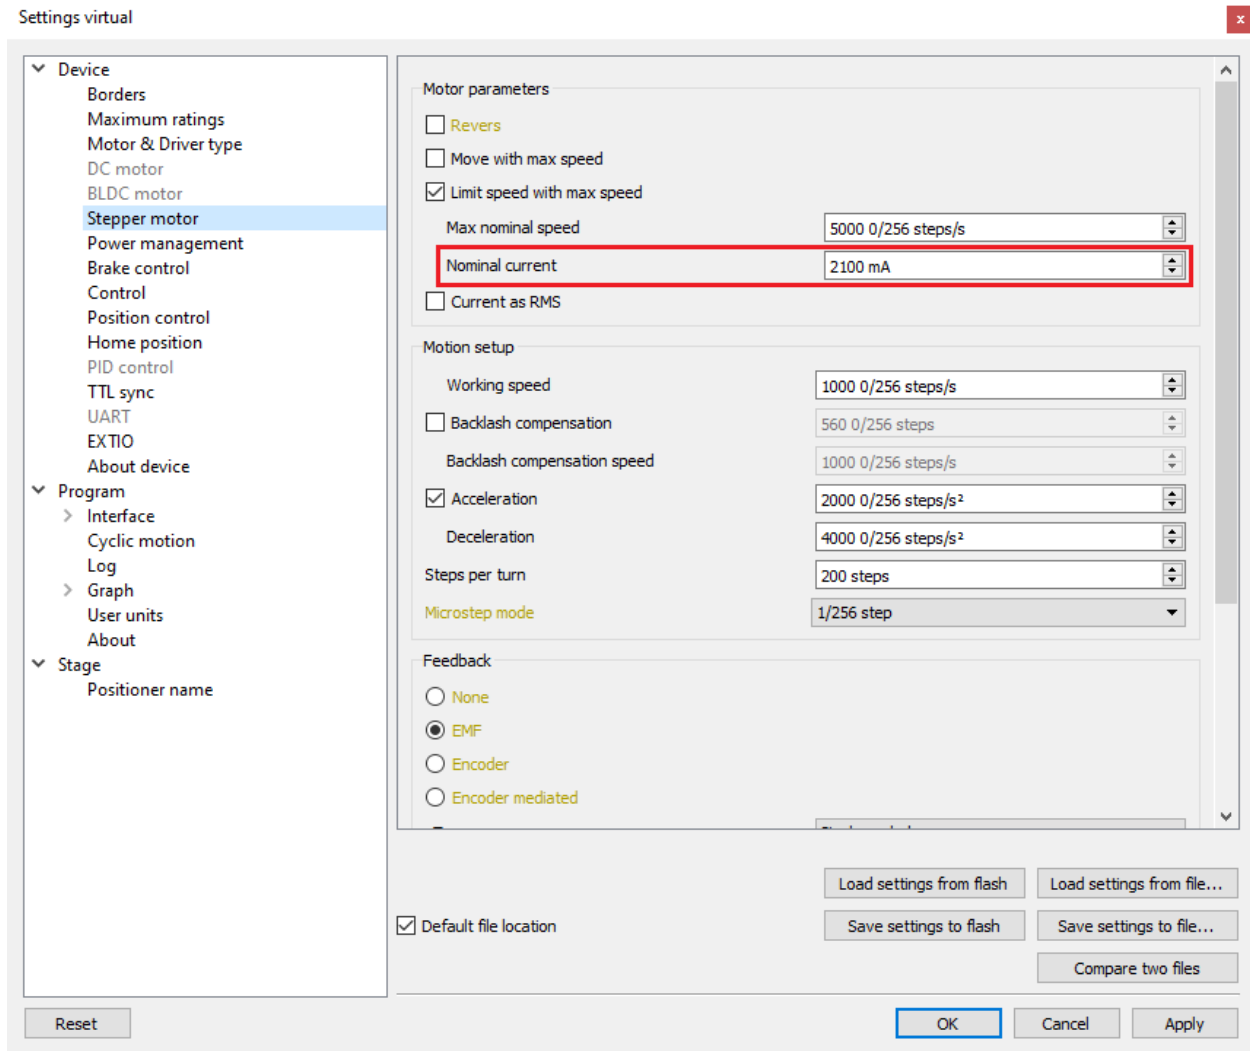 Settings virtual
x
Device
Borders
Maximum ratings
Motor & Driver type
DC motor
BLDC motor
Stepper motor
Power management
Brake control
Control
Position control
Home position
PID control
TTL sync
UART
EXTIO
About device
Program
Interface
Cyclic motion
Log
Graph
User units
About
Stage
Positioner name
Motor parameters
Revers
Move with max speed
Limit speed with max speed
Max nominal speed 5000 0/256 steps/s
Nominal current 2100 mA
Current as RMS
Motion setup
Working speed 1000 0/256 steps/s
Backlash compensation 560 0/256 steps
Backlash compensation speed 1000 0/256 steps/s
Acceleration 2000 0/256 steps/s²
Deceleration 4000 0/256 steps/s²
Steps per turn 200 steps
Microstep mode 1/256 step
Feedback
None
EMF
Encoder
Encoder mediated
Load settings from flash Load settings from file...
Default file location Save settings to flash Save settings to file...
Compare two files
Reset OK Cancel Apply